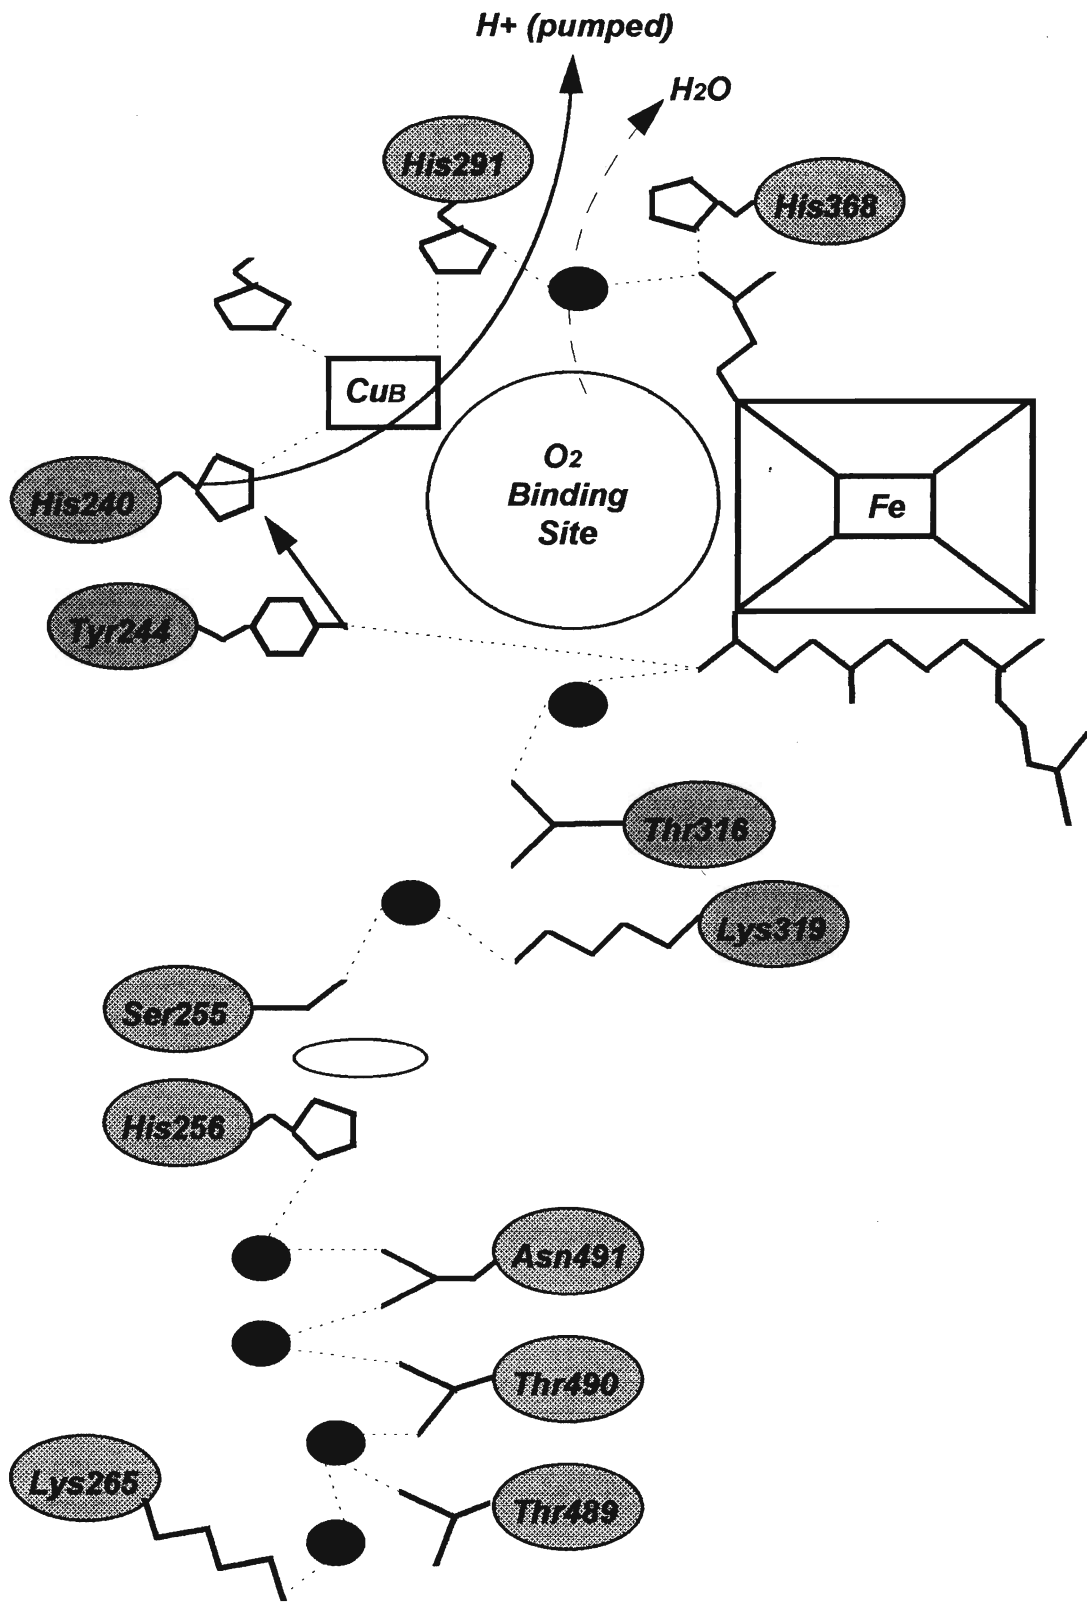 H+ (pumped)
H2O
His291
His368
CuB
O2
Binding
Site
Fe
His240
Tyr244
Thr316
Lys319
Ser255
His256
Asn491
Thr490
Lys265
Thr489